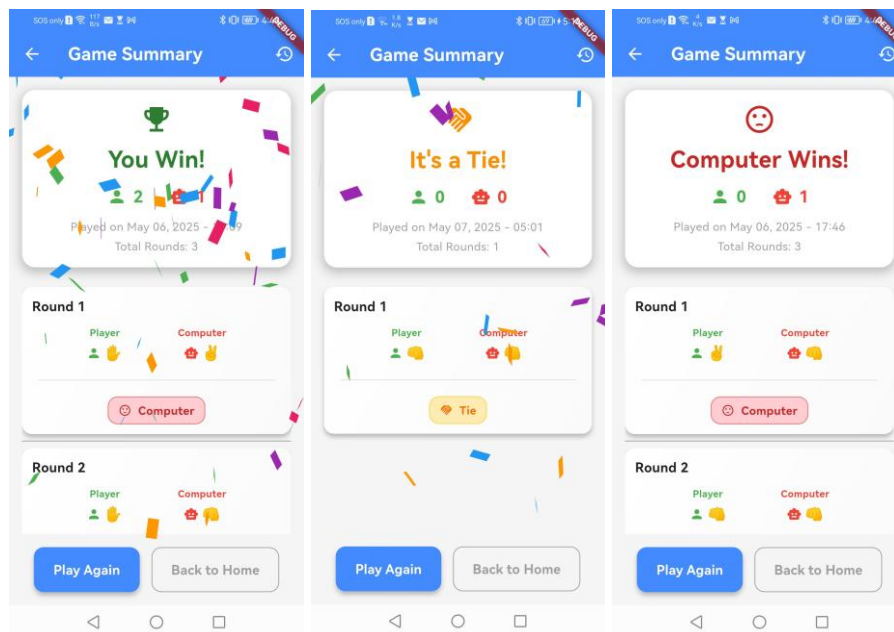 SOS only 117 B/s
DEBUG
Game Summary
You Win!
2 1
Played on May 06, 2025 -
Total Rounds: 3
Round 1
Player Computer
Computer
Round 2
Player Computer
Play Again Back to Home
SOS only 1.8 K/s
DEBUG
Game Summary
It's a Tie!
0 0
Played on May 07, 2025 - 05:01
Total Rounds: 1
Round 1
Player Computer
Tie
Play Again Back to Home
SOS only K/s
DEBUG
Game Summary
Computer Wins!
0 1
Played on May 06, 2025 - 17:46
Total Rounds: 3
Round 1
Player Computer
Computer
Round 2
Player Computer
Play Again Back to Home